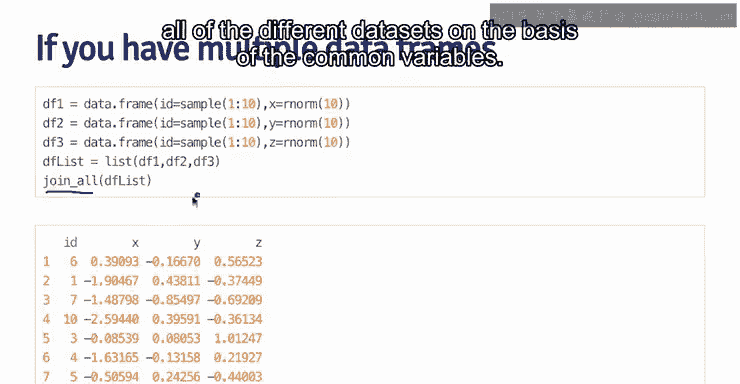 all of the different datasets on the basis
of the common variables.
If you have multiple data frames
df1 = data.frame(id=sample(1:10),x=rnorm(10))
df2 = data.frame(id=sample(1:10),y=rnorm(10))
df3 = data.frame(id=sample(1:10),z=rnorm(10))
dfList = list(df1,df2,df3)
join_all(dfList)
id x y z
1 6 0.39093 -0.16670 0.56523
2 1 -1.90467 0.43811 -0.37449
3 7 -1.48798 -0.85497 -0.69209
4 10 -2.59440 0.39591 -0.36134
5 3 -0.08539 0.08053 1.01247
6 4 -1.63165 -0.13158 0.21927
7 5 -0.50594 0.24256 -0.44003